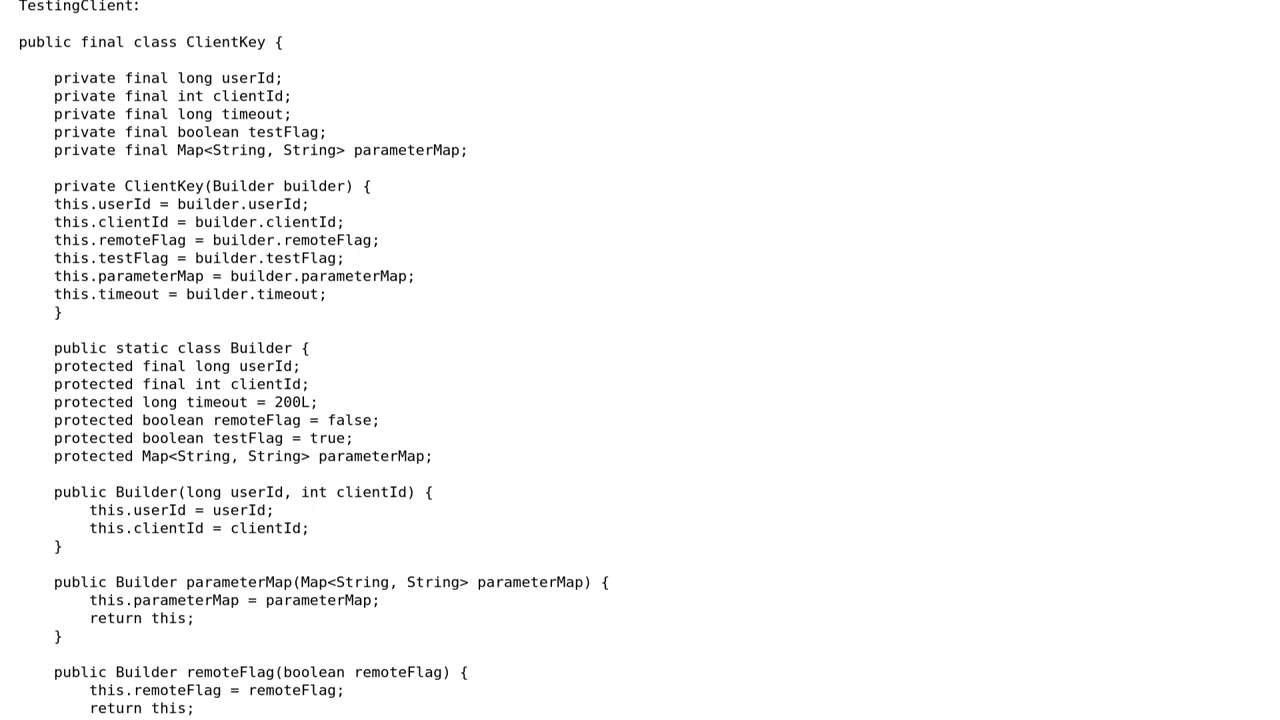 TestingClient:
public final class ClientKey {
private final long userId;
private final int clientId;
private final long timeout;
private final boolean testFlag;
private final Map<String, String> parameterMap;
private ClientKey(Builder builder) {
this.userId = builder.userId;
this.clientId = builder.clientId;
this.remoteFlag = builder.remoteFlag;
this.testFlag = builder.testFlag;
this.parameterMap = builder.parameterMap;
this.timeout = builder.timeout;
}
public static class Builder {
protected final long userId;
protected final int clientId;
protected long timeout = 200L;
protected boolean remoteFlag = false;
protected boolean testFlag = true;
protected Map<String, String> parameterMap;
public Builder(long userId, int clientId) {
this.userId = userId;
this.clientId = clientId;
}
public Builder parameterMap(Map<String, String> parameterMap) {
this.parameterMap = parameterMap;
return this;
}
public Builder remoteFlag(boolean remoteFlag) {
this.remoteFlag = remoteFlag;
return this;